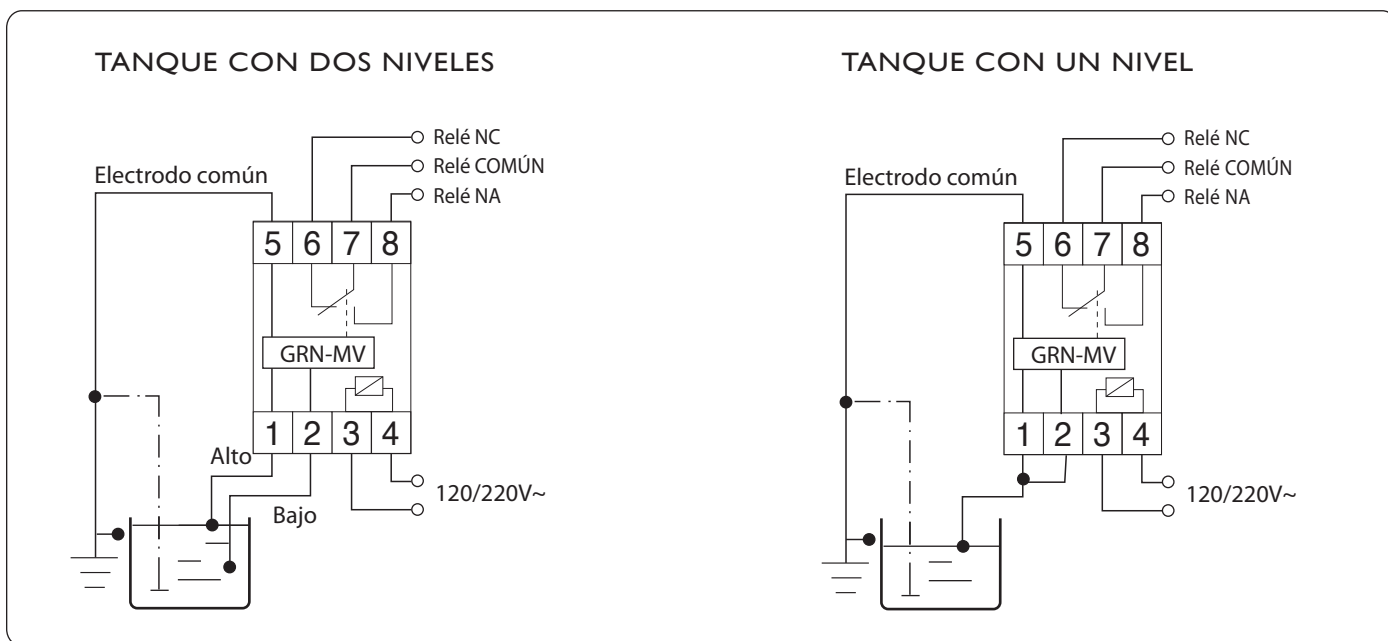 TANQUE CON DOS NIVELES
Relé NC
Relé COMÚN
Relé NA
Electrodo común
5 6 7 8
GRN-MV
1 2 3 4
Alto
Bajo
120/220V~
TANQUE CON UN NIVEL
Relé NC
Relé COMÚN
Relé NA
Electrodo común
5 6 7 8
GRN-MV
1 2 3 4
120/220V~